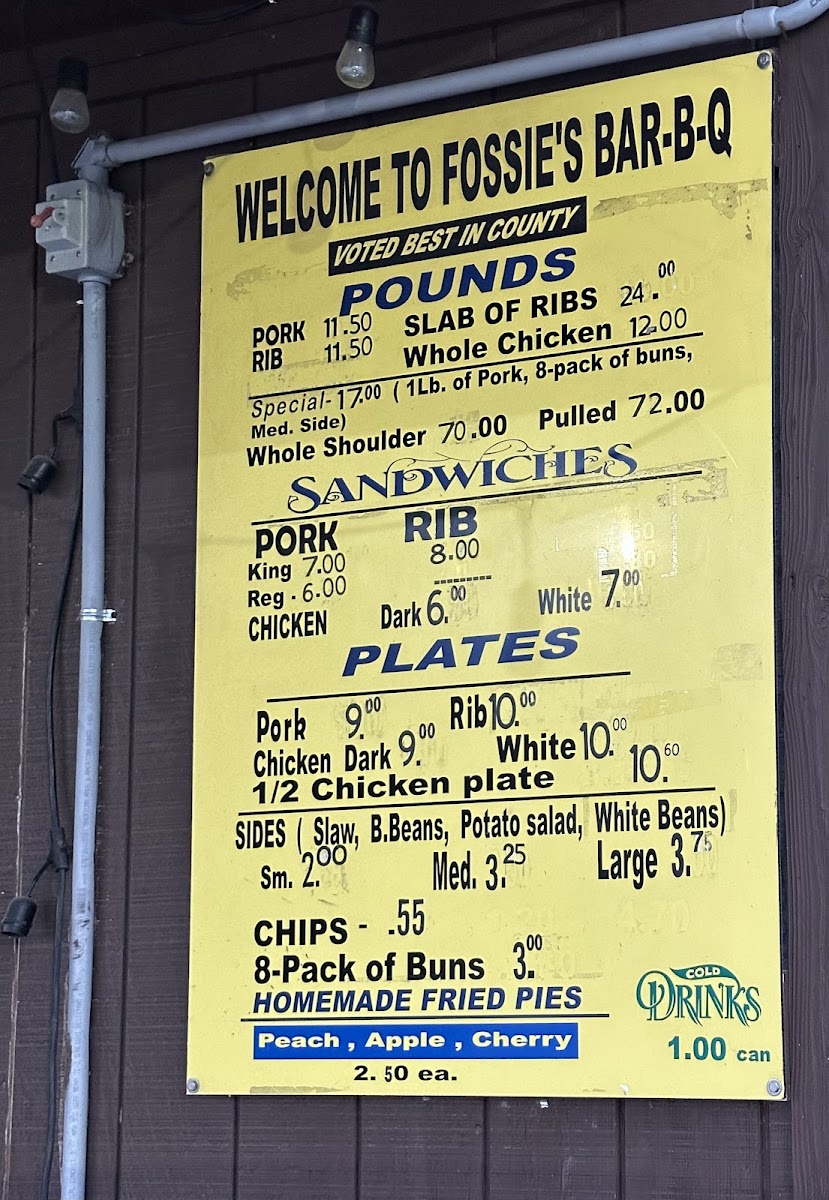 WELCOME TO FOSSIE'S BAR-B-Q
VOTED BEST IN COUNTY
POUNDS
PORK 11.50 SLAB OF RIBS 24.00
RIB 11.50 Whole Chicken 12.00
Special- 17.00 ( 1Lb. of Pork, 8-pack of buns,
Med. Side)
Whole Shoulder 70.00 Pulled 72.00
SANDWICHES
PORK RIB
King 7.00 8.00
Reg - 6.00 ---------
CHICKEN Dark 6.00 White 7.00
PLATES
Pork 9.00 Rib 10.00
Chicken Dark 9.00 White 10.00
1/2 Chicken plate 10.60
SIDES ( Slaw, B.Beans, Potato salad, White Beans)
Sm. 2.00 Med. 3.25 Large 3.75
CHIPS - .55
8-Pack of Buns 3.00
HOMEMADE FRIED PIES
Peach , Apple , Cherry
2. 50 ea.
COLD
DRINKS
1.00 can